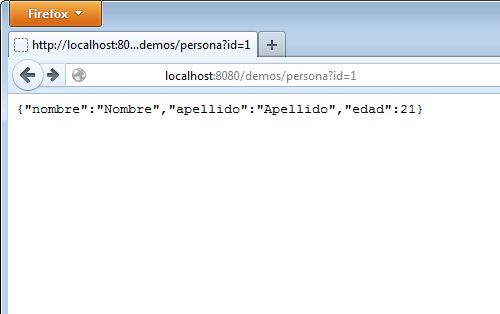 Firefox
http://localhost:80...demos/persona?id=1
localhost:8080/demos/persona?id=1
{"nombre":"Nombre","apellido":"Apellido","edad":21}